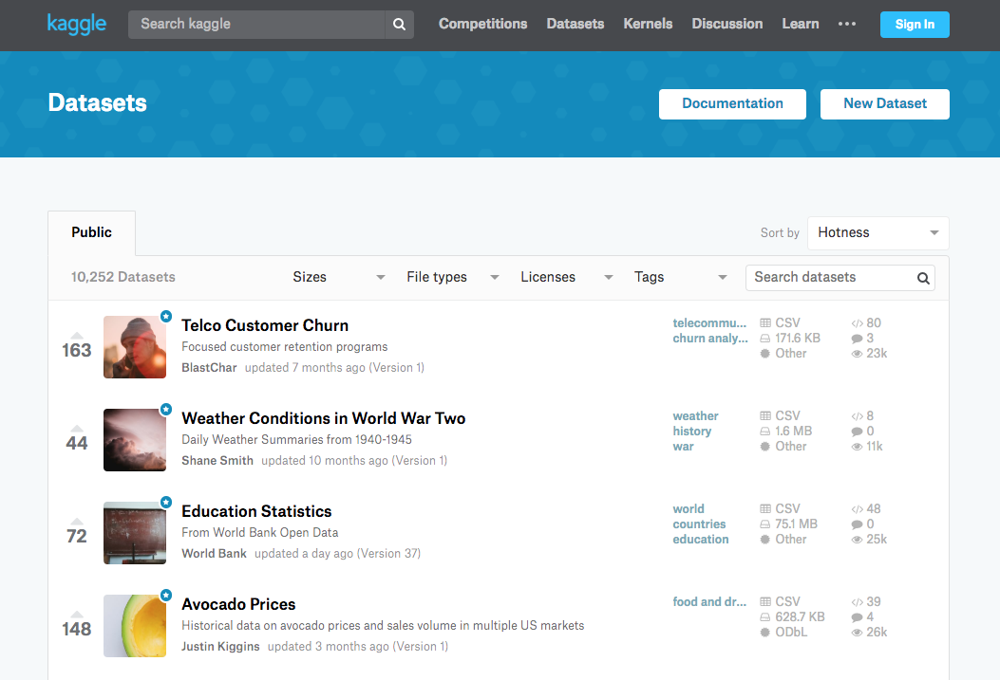 kaggle Search kaggle Competitions Datasets Kernels Discussion Learn Sign In
Datasets Documentation New Dataset
Public Sort by Hotness
10,252 Datasets Sizes File types Licenses Tags Search datasets
163
Telco Customer Churn
Focused customer retention programs
BlastChar updated 7 months ago (Version 1)
telecommu...
churn analy...
CSV
171.6 KB
Other
80
3
23k
44
Weather Conditions in World War Two
Daily Weather Summaries from 1940-1945
Shane Smith updated 10 months ago (Version 1)
weather
history
war
CSV
1.6 MB
Other
8
0
11k
72
Education Statistics
From World Bank Open Data
World Bank updated a day ago (Version 37)
world
countries
education
CSV
75.1 MB
Other
48
0
25k
148
Avocado Prices
Historical data on avocado prices and sales volume in multiple US markets
Justin Kiggins updated 3 months ago (Version 1)
food and dr...
CSV
628.7 KB
ODbL
39
4
26k